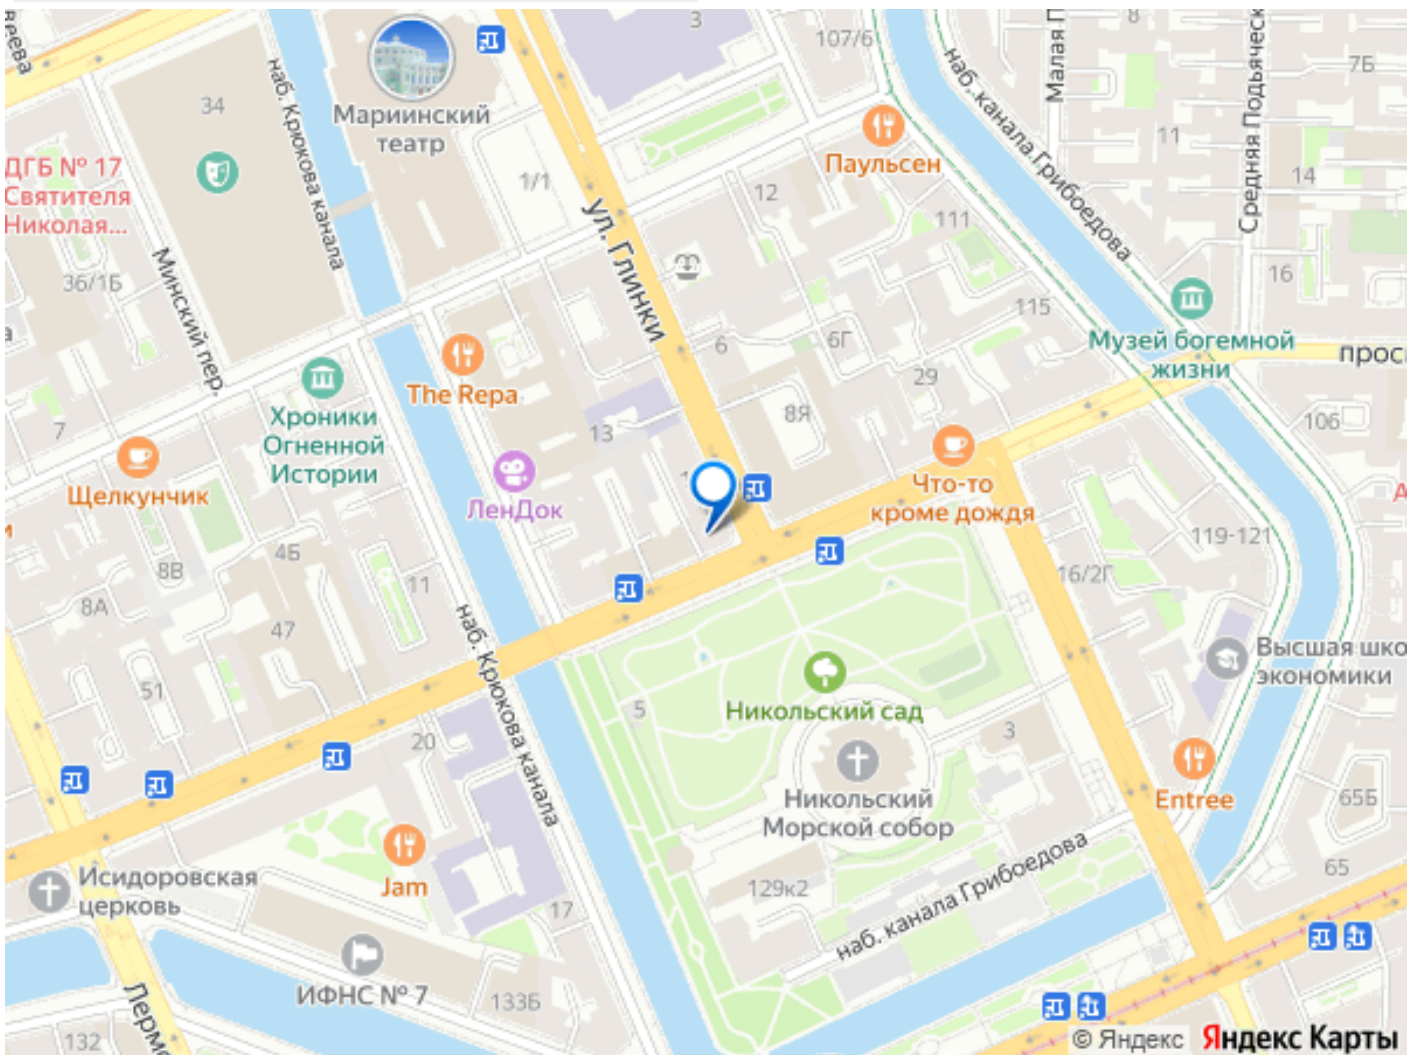 3
107/6
8
Малая П
7Б
наб. канала Грибоедова
Средняя Подьяческ
наб. Крюкова канала
34
Мариинский
театр
11
Паульсен
ДГБ № 17
Святителя
Николая...
1/1
12
14
ул. Глинки
111
36/1Б
Минский пер.
16
115
6
6Г
Музей богемной
жизни
прос
The Repa
29
Хроники
Огненной
Истории
8Я
106
7
13
Щелкунчик
ЛенДок
Что-то
кроме дождя
119-121
4Б
8В
11
16/2Г
8А
наб. Крюкова канала
47
Высшая шко
экономики
51
5
Никольский сад
3
20
Никольский
Морской собор
Entree
65Б
Исидоровская
церковь
Jam
129к2
наб. канала Грибоедова
65
17
ИФНС № 7
133Б
Лермо
132
© Яндекс Яндекс Карты